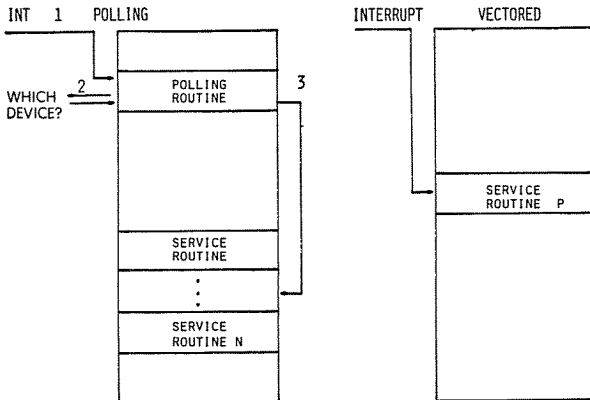 INT 1 POLLING
POLLING
ROUTINE
2
WHICH
DEVICE?
3
SERVICE
ROUTINE
SERVICE
ROUTINE N
INTERRUPT VECTORED
SERVICE
ROUTINE P